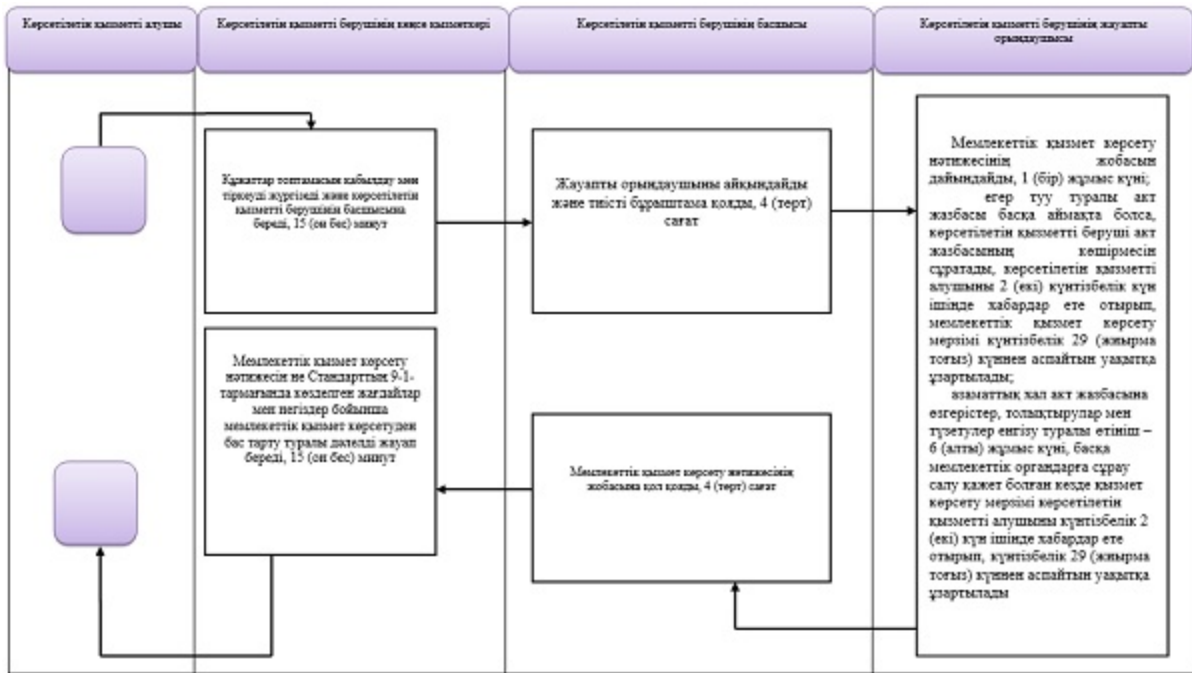 Көрсетілетін қызметті алушы
Көрсетілетін қызметті берушінің кеңсе қызметкері
Көрсетілетін қызметті берушінің басшысы
Көрсетілетін қызметті берушінің жауапты
орындаушысы
Құжаттар топтамасын қабылдау мен
тіркеуді жүргізеді және көрсетілетін
қызметті берушінің басшысына
береді, 15 (он бес) минут
Жауапты орындаушыны айқындайды
және тиісті бұрыштама қояды, 4 (төрт)
сағат
Мемлекеттік қызмет көрсету
нәтижесінің жобасын
дайындайды, 1 (бір) жұмыс күні;
егер туу туралы акт
жазбасы басқа аймақта болса,
көрсетілетін қызметті беруші акт
жазбасының көшірмесін
сұратады, көрсетілетін қызметті
алушыны 2 (екі) күнтізбелік күн
ішінде хабардар ете отырып,
мемлекеттік қызмет көрсету
мерзімі күнтізбелік 29 (жиырма
тоғыз) күннен аспайтын уақытқа
ұзартылады;
азаматтық хал акт жазбасына
өзгерістер, толықтырулар мен
түзетулер енгізу туралы өтініш –
6 (алты) жұмыс күні, басқа
мемлекеттік органдарға сұрау
салу қажет болған кезде қызмет
көрсету мерзімі көрсетілетін
қызметті алушыны күнтізбелік 2
(екі) күн ішінде хабардар ете
отырып, күнтізбелік 29 (жиырма
тоғыз) күннен аспайтын уақытқа
ұзартылады
Мемлекеттік қызмет көрсету
нәтижесін не Стандарттың 9-1-
тармағында көзделген жағдайлар
мен негіздер бойынша
мемлекеттік қызмет көрсетуден
бас тарту туралы дәлелді жауап
береді, 15 (он бес) минут
Мемлекеттік қызмет көрсету нәтижесінің
жобасына қол қояды, 4 (төрт) сағат